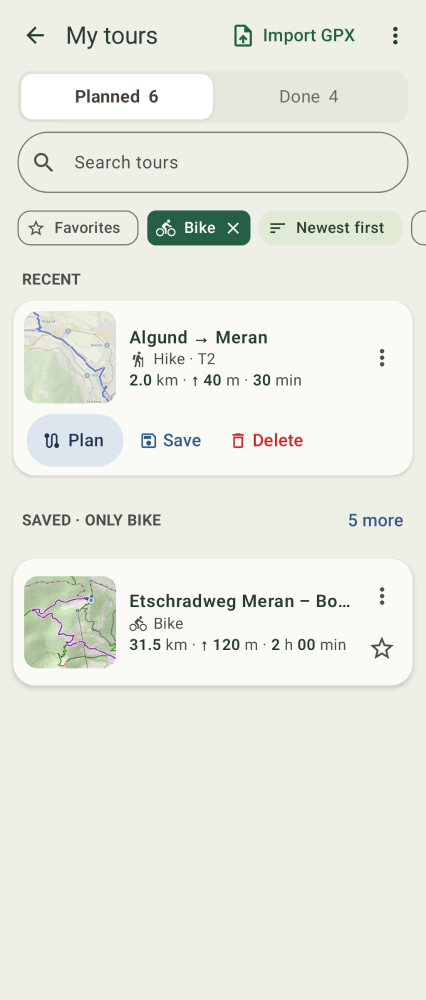 My tours
Import GPX
Planned 6
Done 4
Search tours
Favorites
Bike
Newest first
RECENT
Algund → Meran
Hike · T2
2.0 km · ↑ 40 m · 30 min
Plan
Save
Delete
SAVED · ONLY BIKE
5 more
Etschradweg Meran – Bo...
Bike
31.5 km · ↑ 120 m · 2 h 00 min